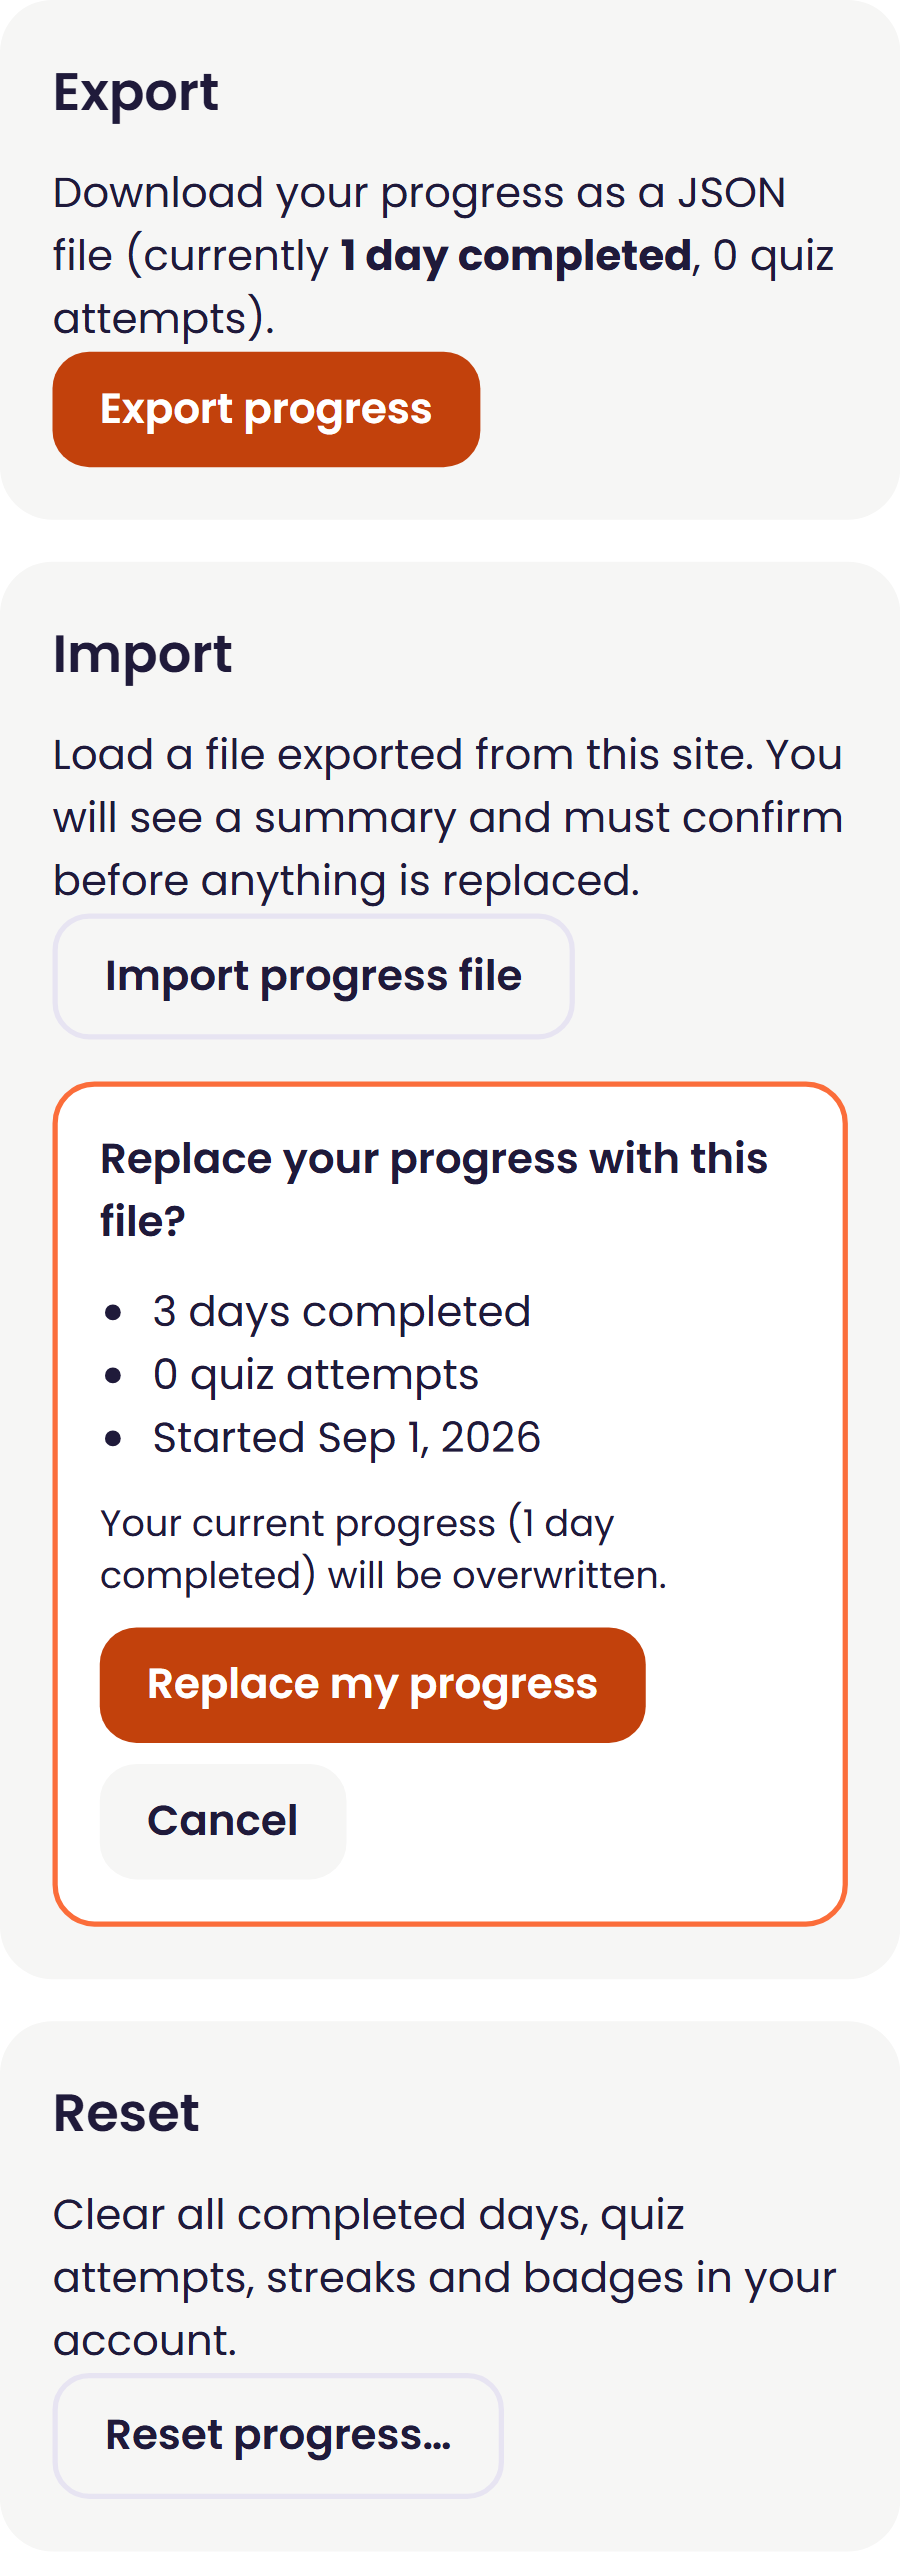 Export
Download your progress as a JSON
file (currently 1 day completed, 0 quiz
attempts).
Export progress
Import
Load a file exported from this site. You
will see a summary and must confirm
before anything is replaced.
Import progress file
Replace your progress with this
file?
• 3 days completed
• 0 quiz attempts
• Started Sep 1, 2026
Your current progress (1 day
completed) will be overwritten.
Replace my progress
Cancel
Reset
Clear all completed days, quiz
attempts, streaks and badges in your
account.
Reset progress...